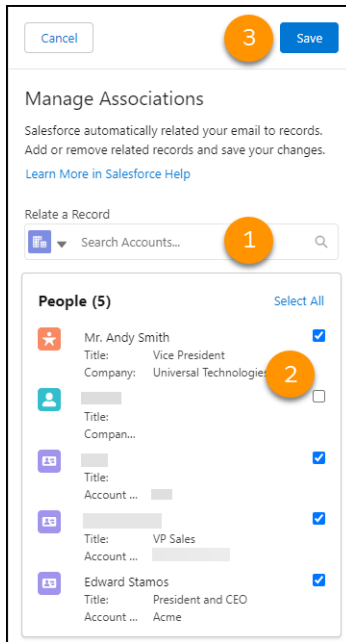 Cancel 3 Save
Manage Associations
Salesforce automatically related your email to records.
Add or remove related records and save your changes.
Learn More in Salesforce Help
Relate a Record
Search Accounts... 1
People (5) Select All
Mr. Andy Smith
Title: Vice President
Company: Universal Technologies 2
Title:
Compan...
Title:
Account ...
Title: VP Sales
Account ...
Edward Stamos
Title: President and CEO
Account ... Acme